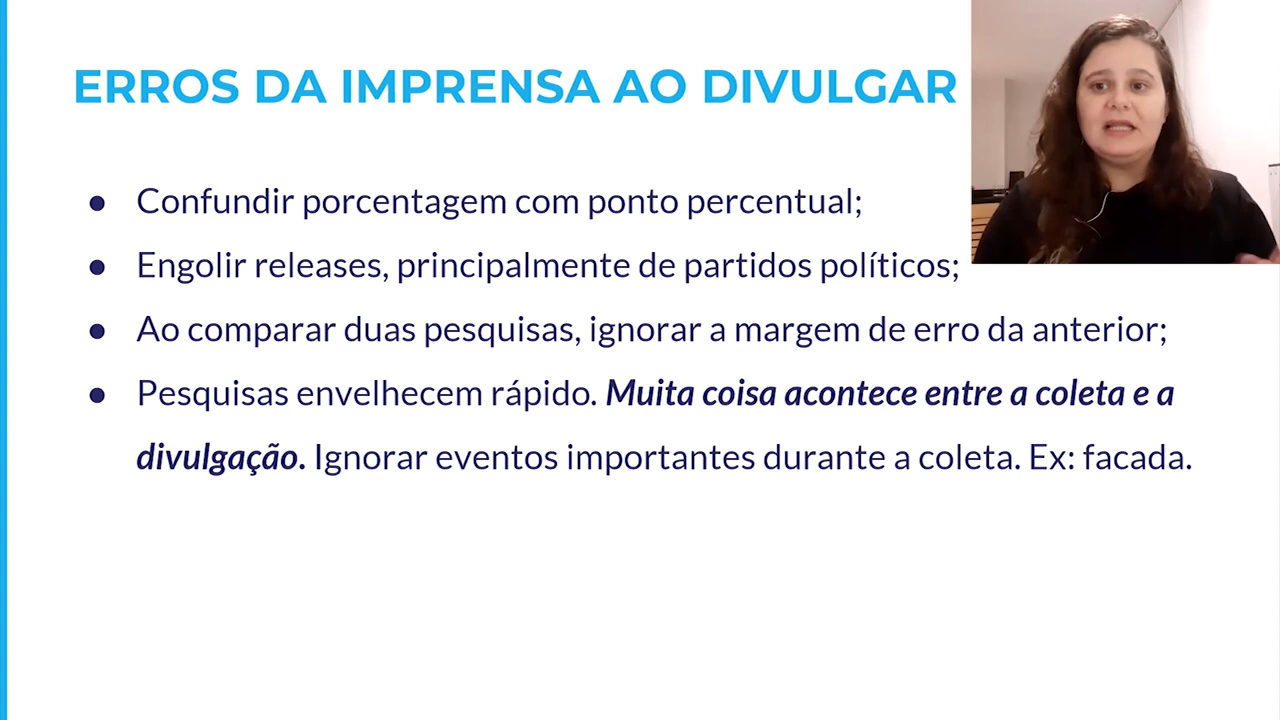 ERROS DA IMPRENSA AO DIVULGAR
● Confundir porcentagem com ponto percentual;
● Engolir releases, principalmente de partidos políticos;
● Ao comparar duas pesquisas, ignorar a margem de erro da anterior;
● Pesquisas envelhecem rápido. Muita coisa acontece entre a coleta e a
divulgação. Ignorar eventos importantes durante a coleta. Ex: facada.